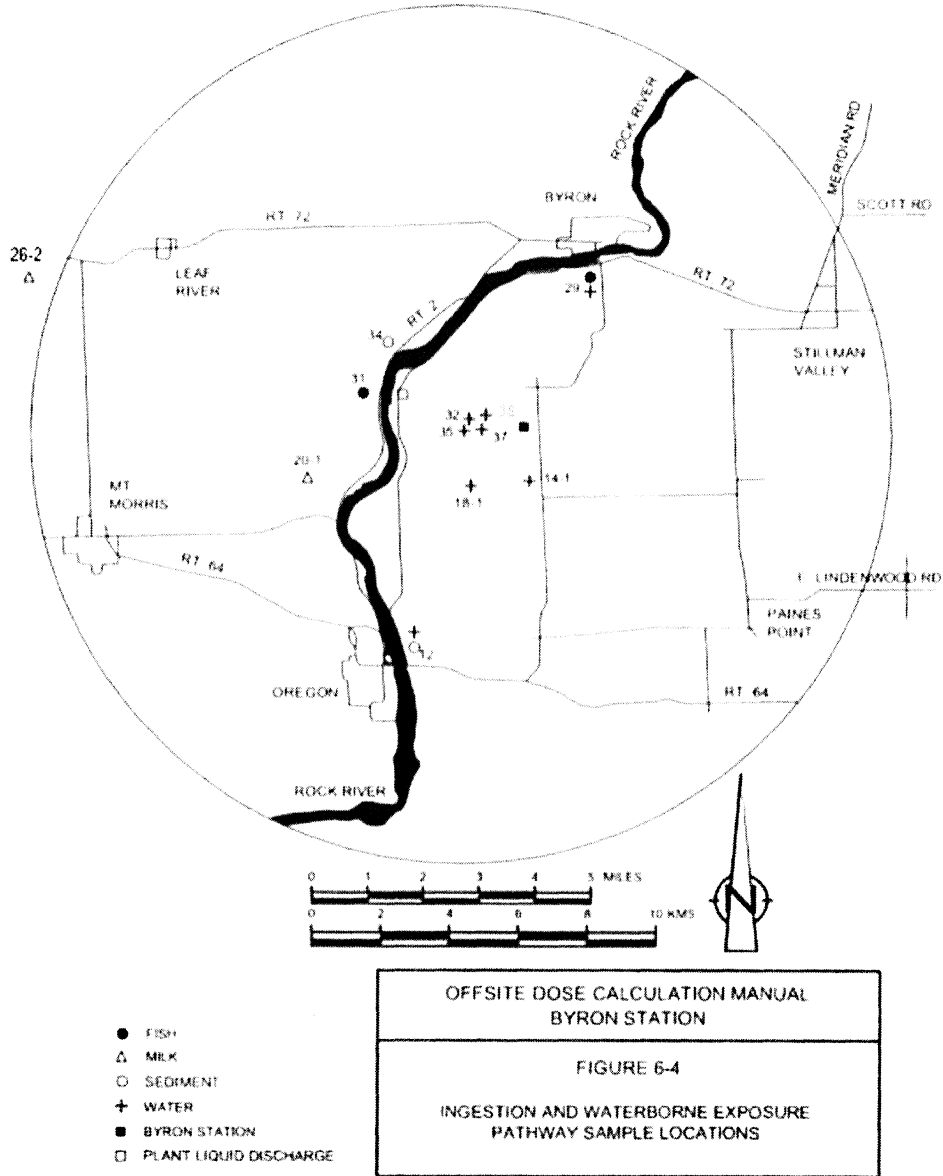 ROCK RIVER
MERIDIAN RD
SCOTT RD
BYRON
RT 72
26-2
LEAF
RIVER
29
RT 72
RT 2
34
STILLMAN
VALLEY
31
32
35
37
20-1
14-1
18-1
MT
MORRIS
RT 64
LINDENWOOD RD
PAINES
POINT
12
OREGON
RT 64
ROCK RIVER
0 1 2 3 4 5 MILES
0 2 4 6 8 10 KMS
N
OFFSITE DOSE CALCULATION MANUAL
BYRON STATION
FIGURE 6-4
INGESTION AND WATERBORNE EXPOSURE
PATHWAY SAMPLE LOCATIONS
FISH
MILK
SEDIMENT
WATER
BYRON STATION
PLANT LIQUID DISCHARGE